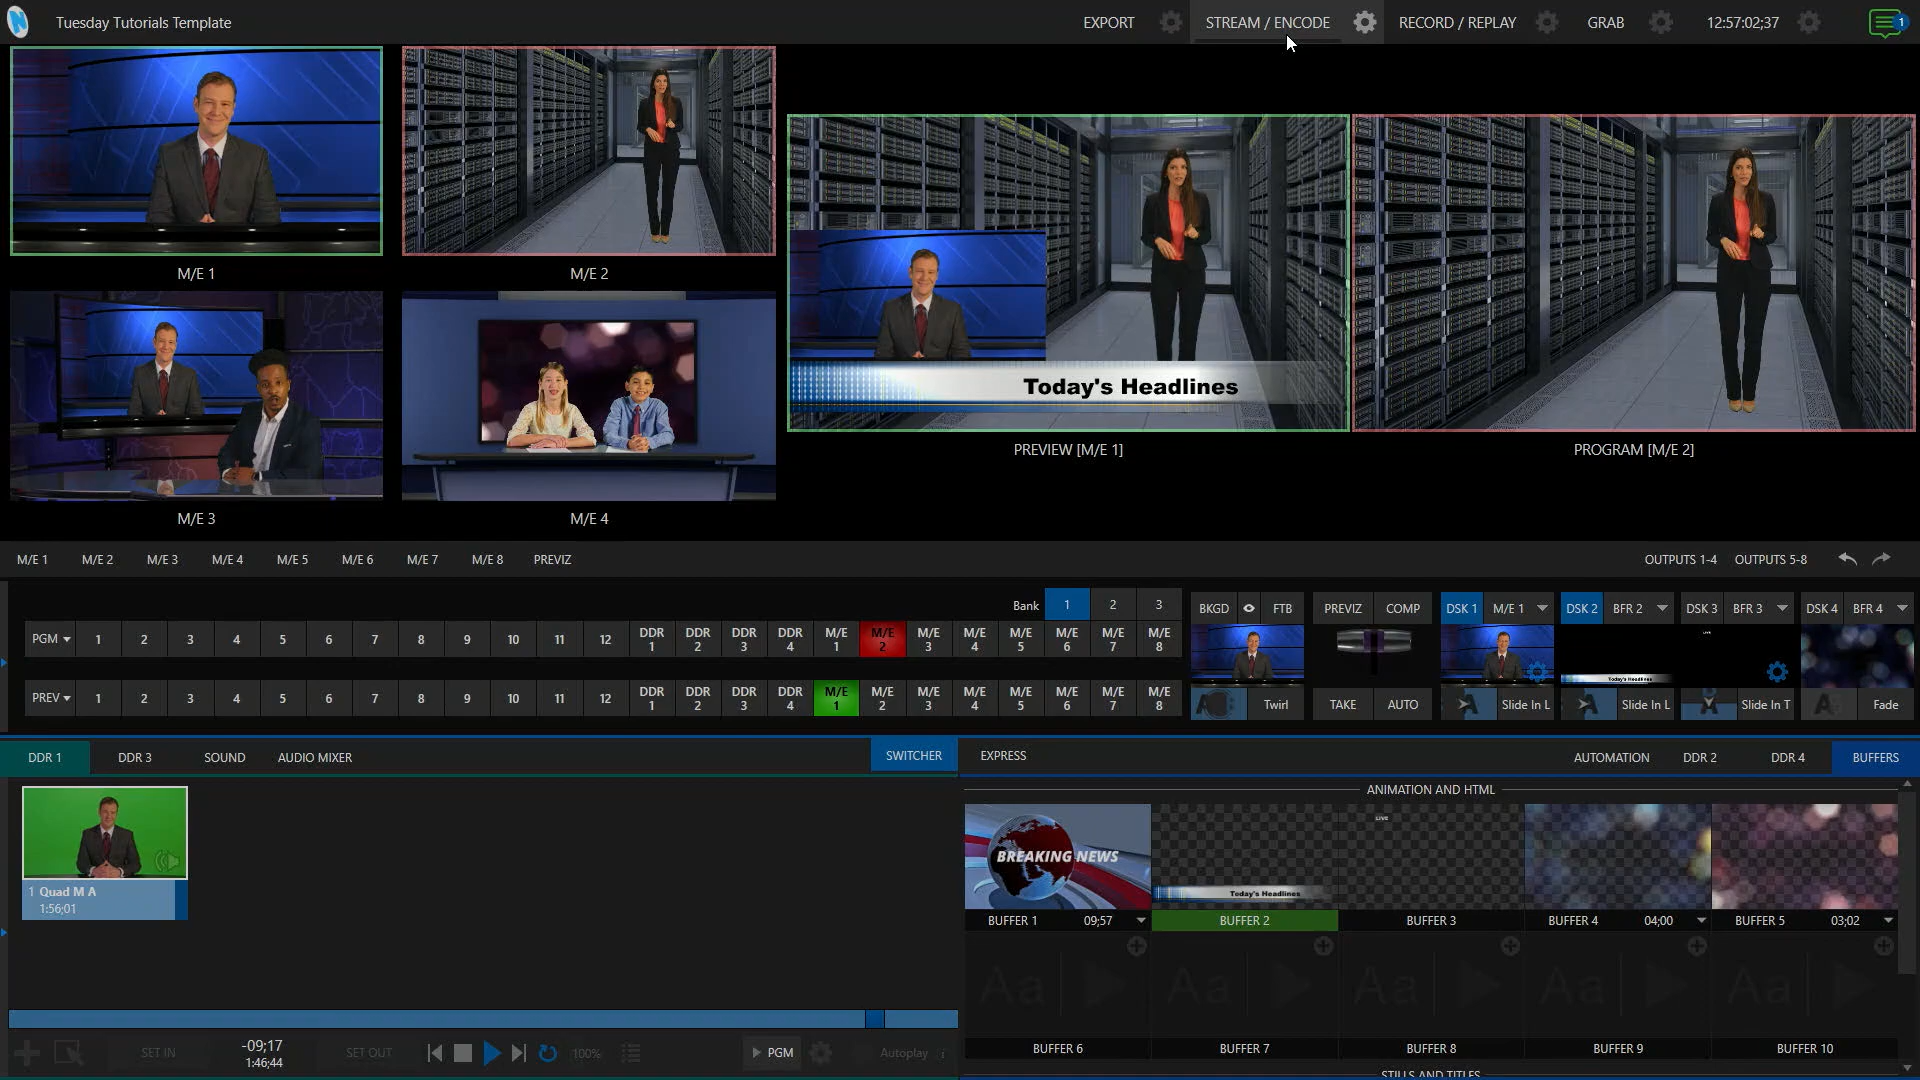 Tuesday Tutorials Template
EXPORT STREAM / ENCODE RECORD / REPLAY GRAB 12:57:02;37 1
M/E 1
M/E 2
M/E 3
M/E 4
Today's Headlines
PREVIEW [M/E 1]
PROGRAM [M/E 2]
M/E 1 M/E 2 M/E 3 M/E 4 M/E 5 M/E 6 M/E 7 M/E 8 PREVIZ OUTPUTS 1-4 OUTPUTS 5-8
Bank 1 2 3
PGM 1 2 3 4 5 6 7 8 9 10 11 12 DDR 1 DDR 2 DDR 3 DDR 4 M/E 1 M/E 2 M/E 3 M/E 4 M/E 5 M/E 6 M/E 7 M/E 8
PREV 1 2 3 4 5 6 7 8 9 10 11 12 DDR 1 DDR 2 DDR 3 DDR 4 M/E 1 M/E 2 M/E 3 M/E 4 M/E 5 M/E 6 M/E 7 M/E 8
BKGD FTB PREVIZ COMP DSK 1 M/E 1 DSK 2 BFR 2 DSK 3 BFR 3 DSK 4 BFR 4
LIVE
Today's Headlines
Twirl TAKE AUTO Slide In L Slide In L Slide In T Fade
DDR 1 DDR 3 SOUND AUDIO MIXER SWITCHER EXPRESS AUTOMATION DDR 2 DDR 4 BUFFERS
1 Quad M A
1:56;01
ANIMATION AND HTML
BREAKING NEWS
Today's Headlines
LIVE
BUFFER 1 09;57 BUFFER 2 BUFFER 3 BUFFER 4 04;00 BUFFER 5 03;02
Aa Aa Aa Aa Aa
BUFFER 6 BUFFER 7 BUFFER 8 BUFFER 9 BUFFER 10
STILLS AND TITLES
SET IN -09;17 SET OUT 100% PGM Autoplay
1:46;44